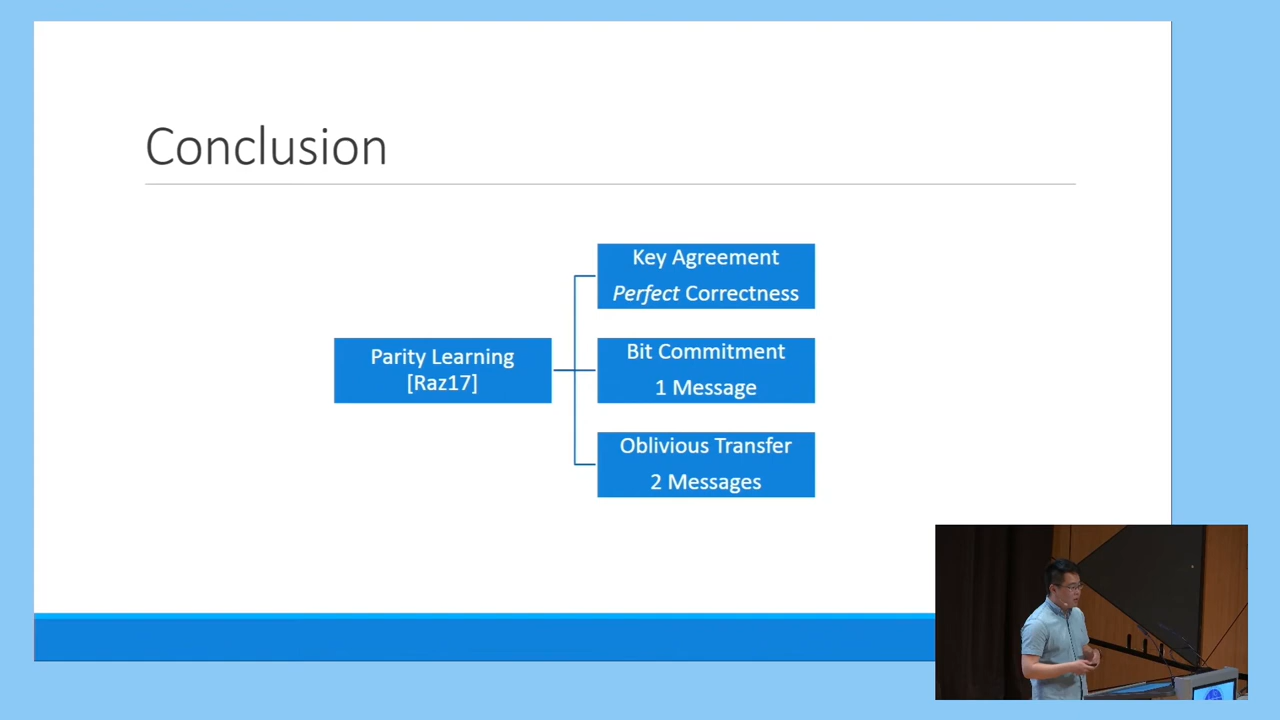 Conclusion
Parity Learning
[Raz17]
Key Agreement
Perfect Correctness
Bit Commitment
1 Message
Oblivious Transfer
2 Messages